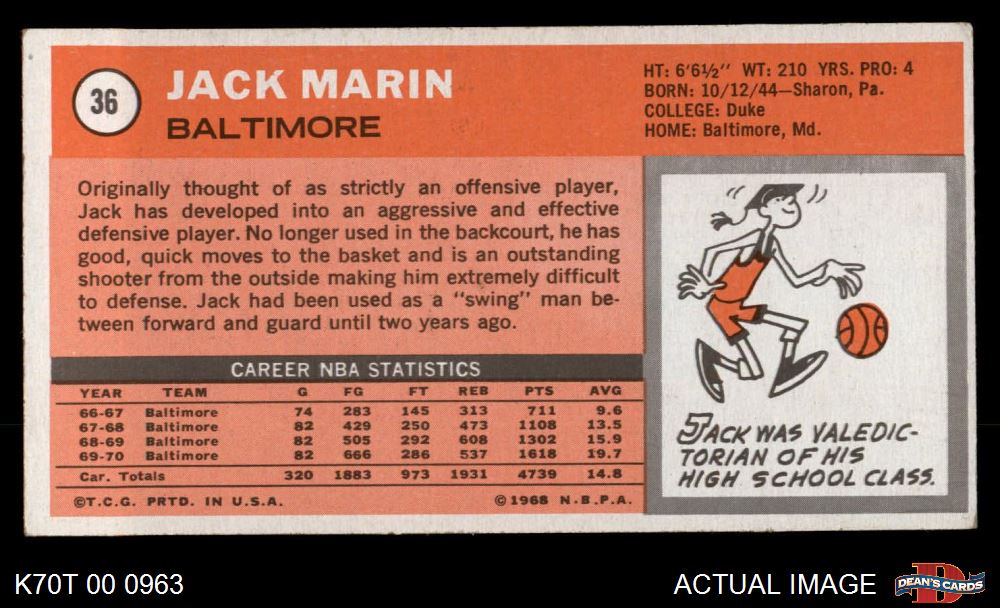 36
JACK MARIN
BALTIMORE
HT: 6'6½" WT: 210 YRS. PRO: 4
BORN: 10/12/44—Sharon, Pa.
COLLEGE: Duke
HOME: Baltimore, Md.
Originally thought of as strictly an offensive player,
Jack has developed into an aggressive and effective
defensive player. No longer used in the backcourt, he has
good, quick moves to the basket and is an outstanding
shooter from the outside making him extremely difficult
to defense. Jack had been used as a "swing" man be-
tween forward and guard until two years ago.
CAREER NBA STATISTICS
YEAR TEAM G FG FT REB PTS AVG
66-67 Baltimore 74 283 145 313 711 9.6
67-68 Baltimore 82 429 250 473 1108 13.5
68-69 Baltimore 82 505 292 608 1302 15.9
69-70 Baltimore 82 666 286 537 1618 19.7
Car. Totals 320 1883 973 1931 4739 14.8
©T.C.G. PRTD. IN U.S.A. ©1968 N.B.P.A.
JACK WAS VALEDIC-
TORIAN OF HIS
HIGH SCHOOL CLASS.
K70T 00 0963
ACTUAL IMAGE
DEAN'S CARDS